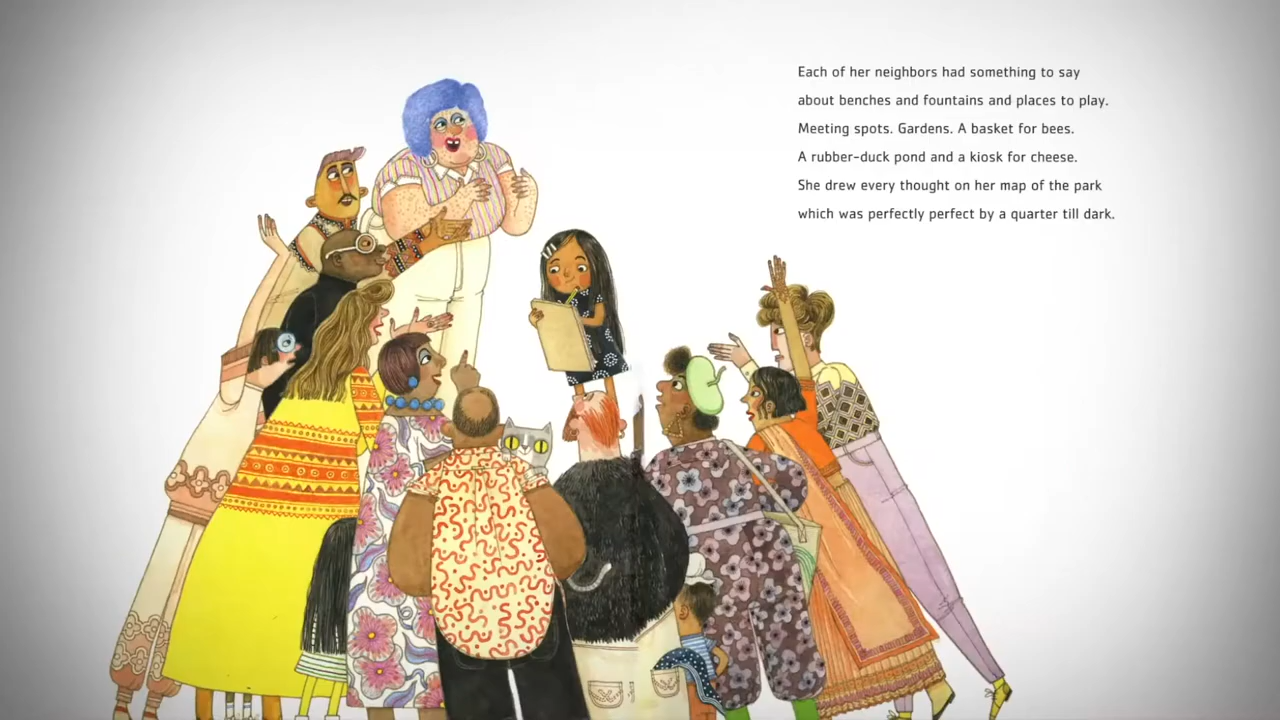 Each of her neighbors had something to say
about benches and fountains and places to play.
Meeting spots. Gardens. A basket for bees.
A rubber-duck pond and a kiosk for cheese.
She drew every thought on her map of the park
which was perfectly perfect by a quarter till dark.